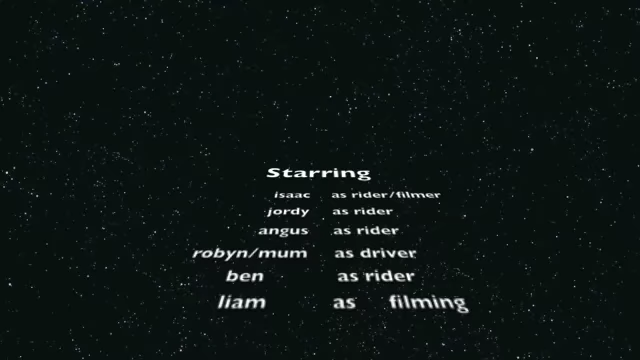 Starring
isaac as rider/filmer
jordy as rider
angus as rider
robyn/mum as driver
ben as rider
liam as filming